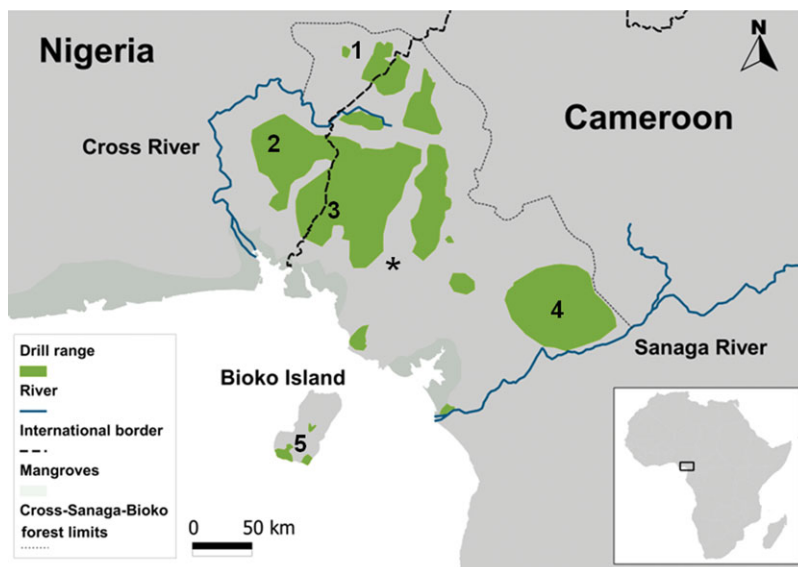 Nigeria
1
N
Cameroon
Cross River
2
3
*
4
Sanaga River
Bioko Island
5
Drill range
River
International border
Mangroves
Cross-Sanaga-Bioko
forest limits
0 50 km